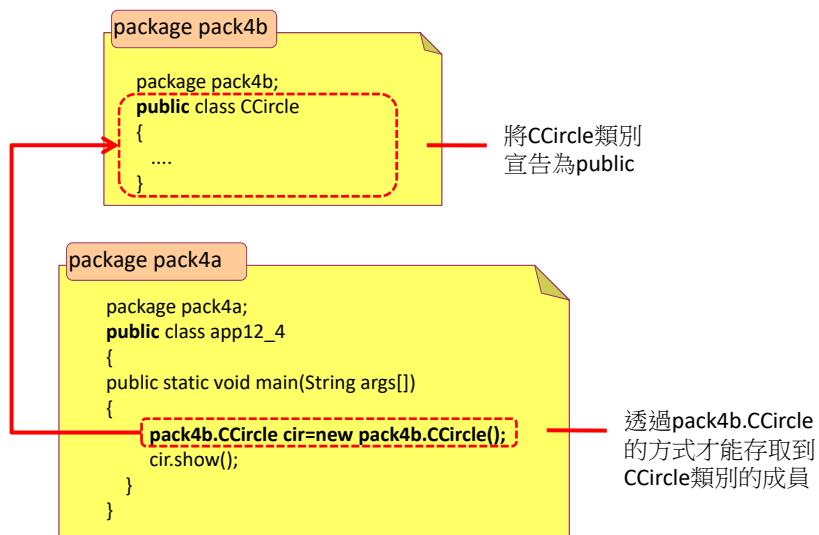 package pack4b
package pack4b;
public class CCircle
{
....
}
將CCircle類別
宣告為public
package pack4a
package pack4a;
public class app12_4
{
public static void main(String args[])
{
pack4b.CCircle cir=new pack4b.CCircle();
cir.show();
}
}
透過pack4b.CCircle
的方式才能存取到
CCircle類別的成員